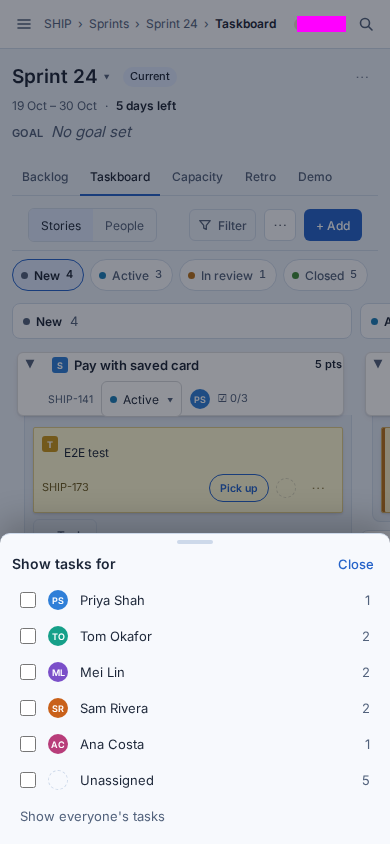 SHIP › Sprints › Sprint 24 › Taskboard
Sprint 24 ▾ Current ···
19 Oct – 30 Oct · 5 days left
GOAL No goal set
Backlog Taskboard Capacity Retro Demo
Stories People Filter ··· + Add
New 4 Active 3 In review 1 Closed 5
New 4 A
S Pay with saved card 5 pts
SHIP-141 Active ▾ PS ☑ 0/3
T E2E test
SHIP-173 Pick up ···
Show tasks for Close
PS Priya Shah 1
TO Tom Okafor 2
ML Mei Lin 2
SR Sam Rivera 2
AC Ana Costa 1
Unassigned 5
Show everyone's tasks